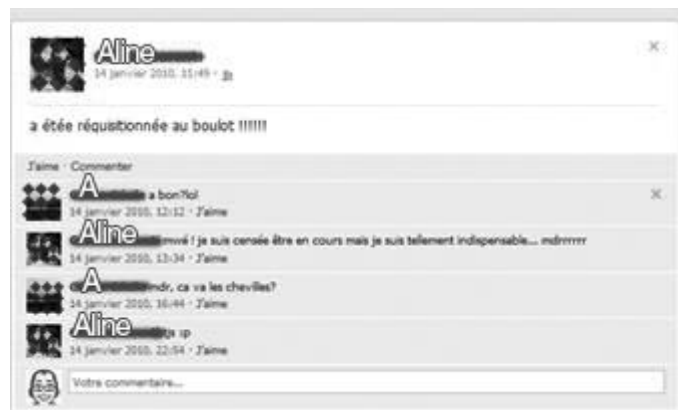 Aline
14 janvier 2010, 11:49 ·
a étée réquisitionnée au boulot !!!!!!
J'aime · Commenter
A a bon?lol
14 janvier 2010, 12:12 · J'aime
Aline mwé ! je suis censée être en cours mais je suis tellement indispensable... mdrrrrrr
14 janvier 2010, 13:34 · J'aime
A mdr, ca va les chevilles?
14 janvier 2010, 16:44 · J'aime
Aline tjs :p
14 janvier 2010, 22:54 · J'aime
Votre commentaire...